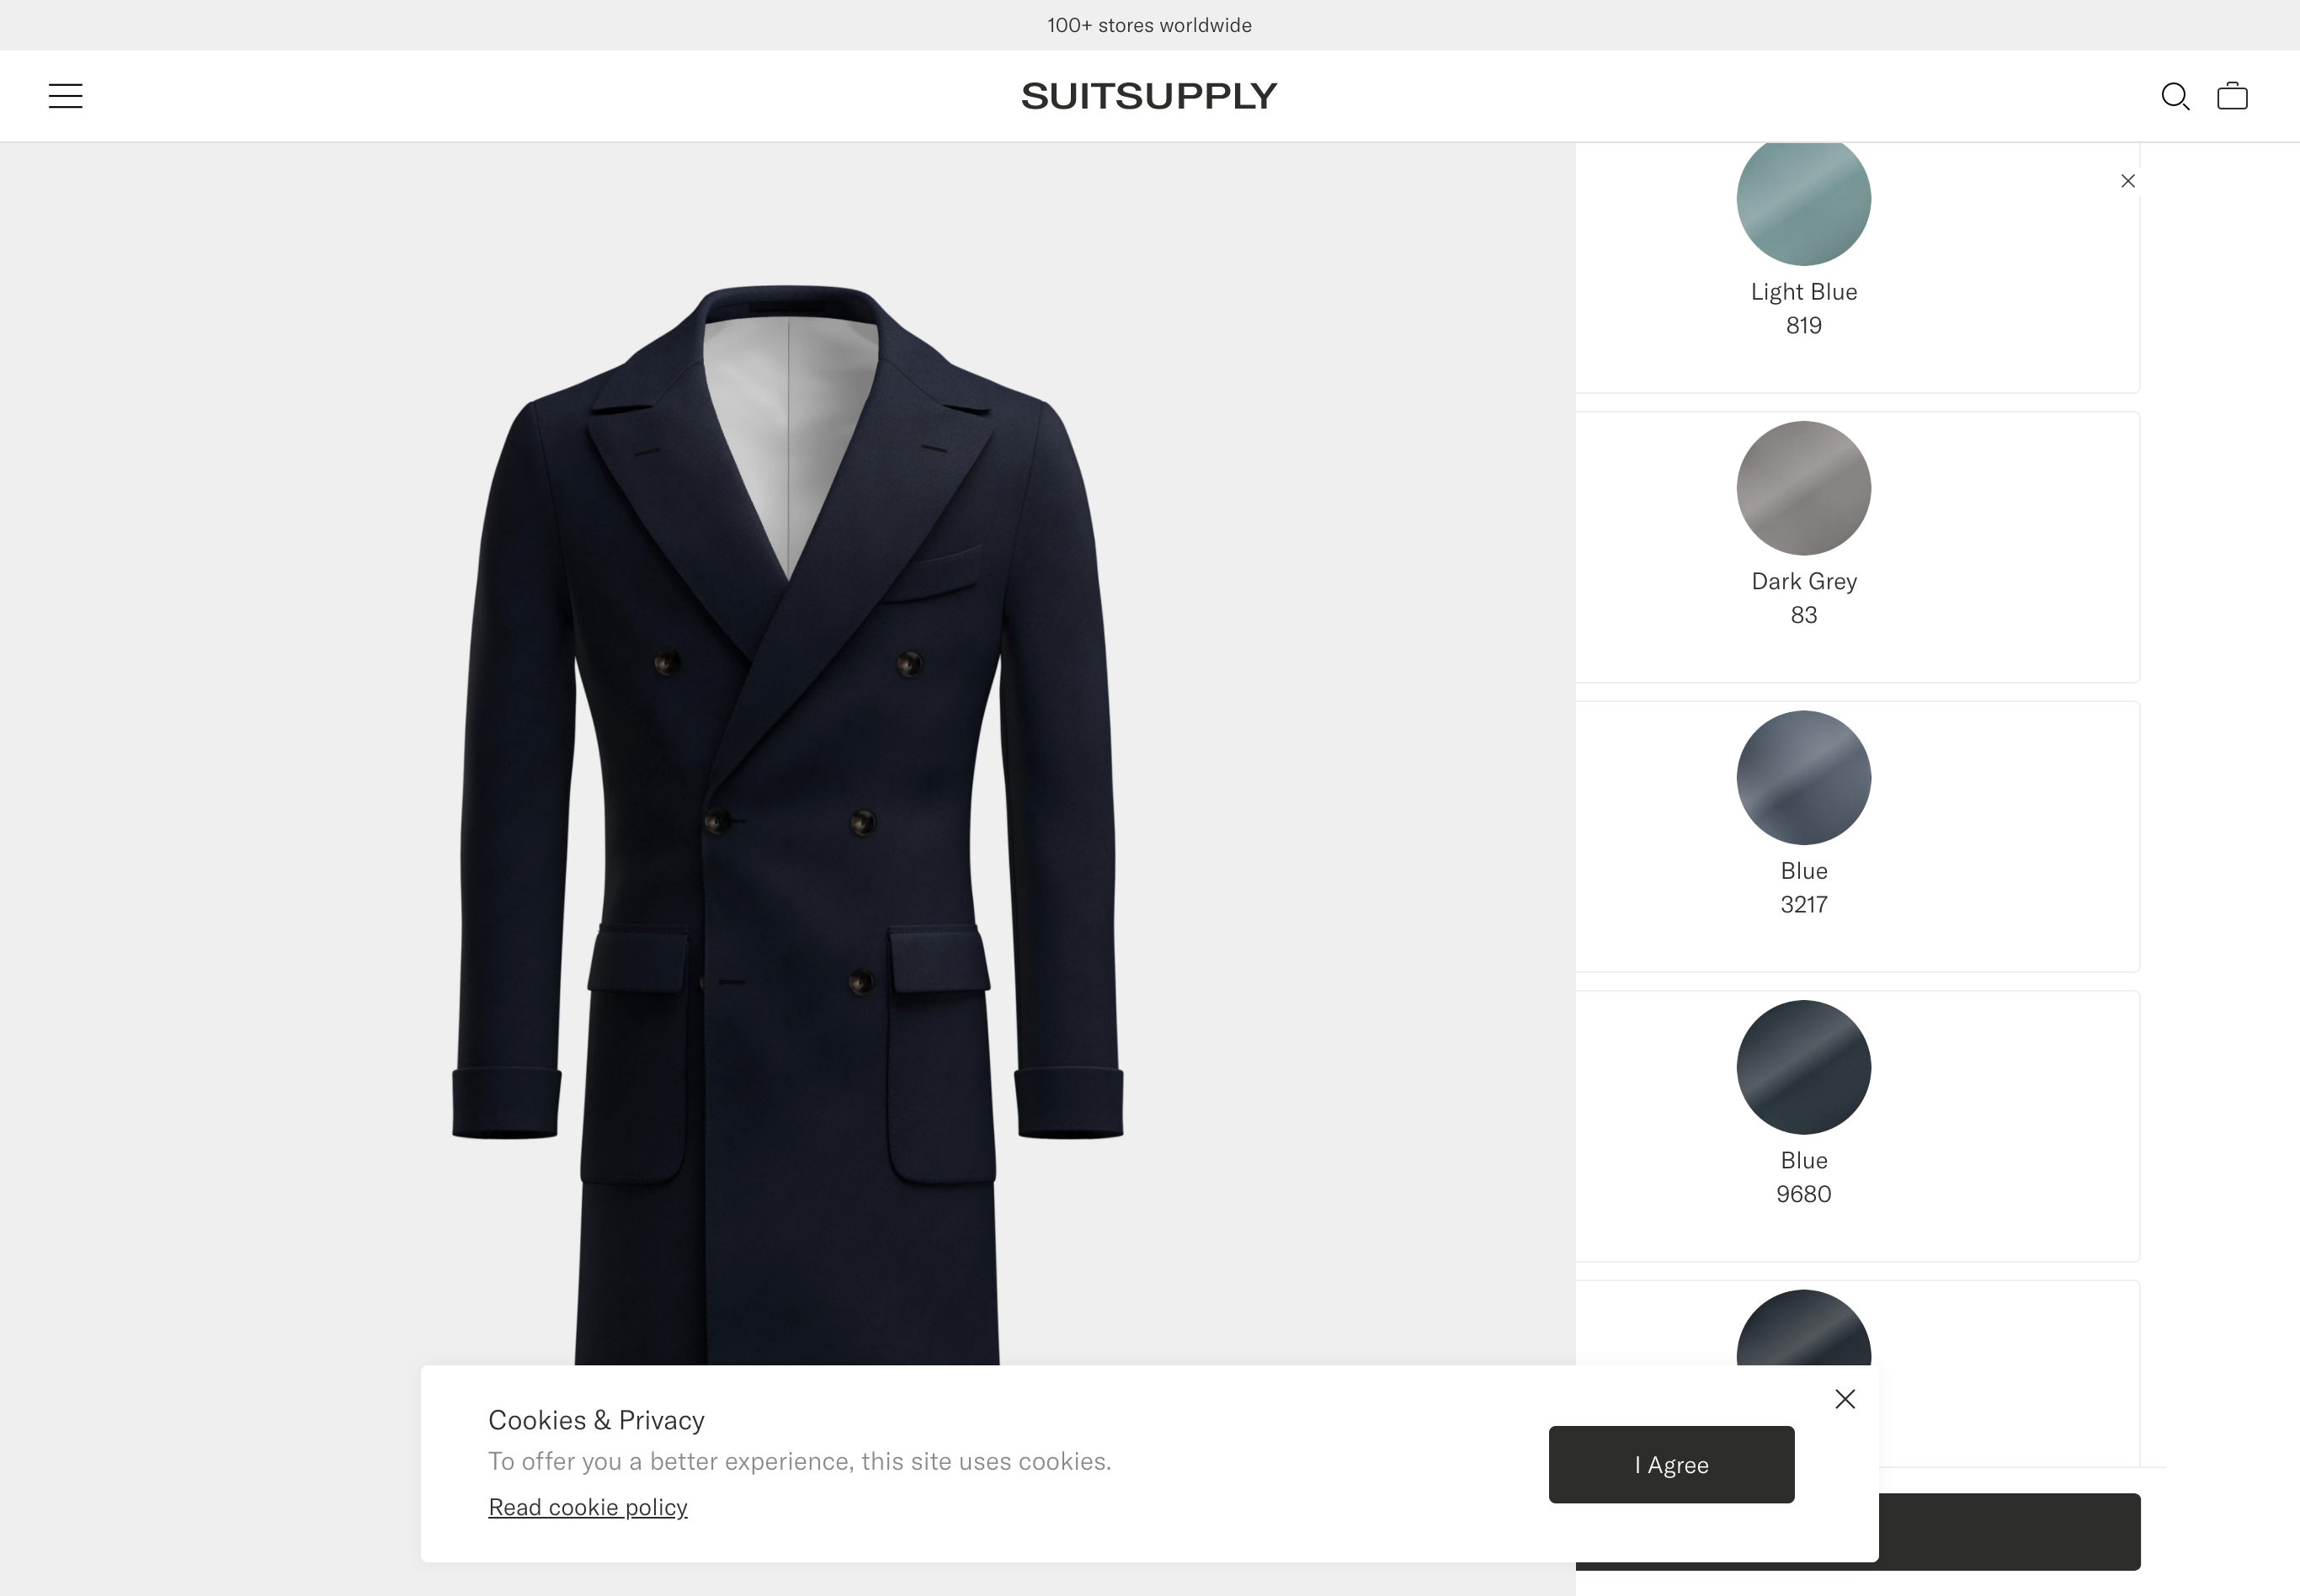 100+ stores worldwide
SUITSUPPLY
Light Blue
819
Dark Grey
83
Blue
3217
Blue
9680
Cookies & Privacy
To offer you a better experience, this site uses cookies.
Read cookie policy
I Agree